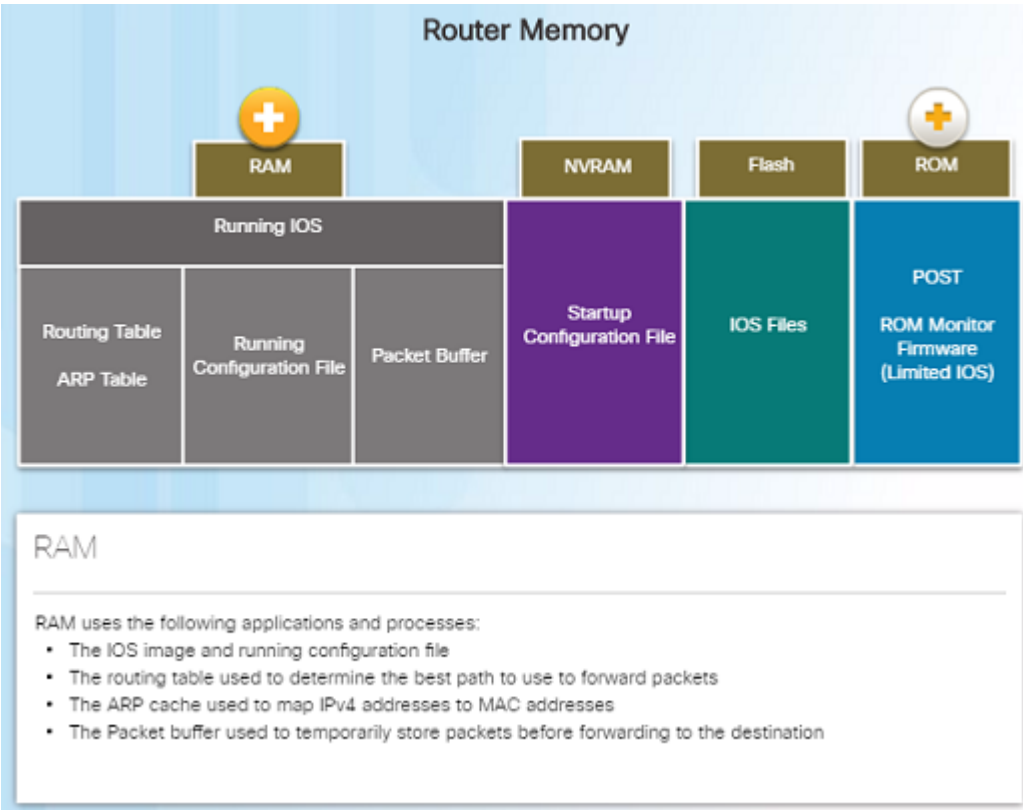 Router Memory
RAM
NVRAM
Flash
ROM
Running IOS
Routing Table
ARP Table
Running
Configuration File
Packet Buffer
Startup
Configuration File
IOS Files
POST
ROM Monitor
Firmware
(Limited IOS)
RAM
RAM uses the following applications and processes:
• The IOS image and running configuration file
• The routing table used to determine the best path to use to forward packets
• The ARP cache used to map IPv4 addresses to MAC addresses
• The Packet buffer used to temporarily store packets before forwarding to the destination